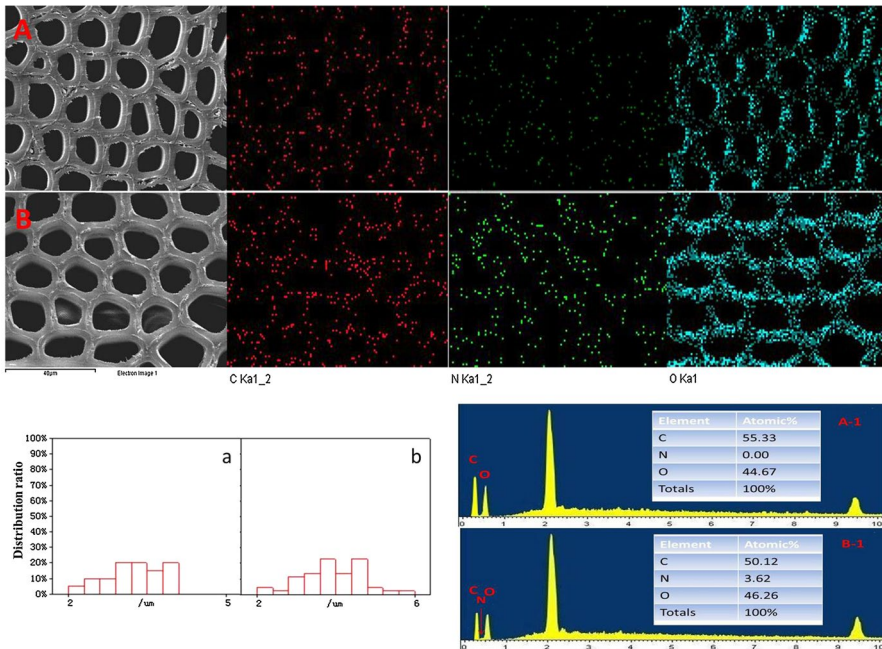 A
B
40µm
Electron Image 1
C Ka1_2
N Ka1_2
O Ka1
Distribution ratio
100%
90%
80%
70%
60%
50%
40%
30%
20%
10%
0%
a
b
2
/um
5
2
/um
6
Element Atomic%
C 55.33
N 0.00
O 44.67
Totals 100%
A-1
C
O
0 1 2 3 4 5 6 7 8 9 10
Element Atomic%
C 50.12
N 3.62
O 46.26
Totals 100%
B-1
C
N
O
0 1 2 3 4 5 6 7 8 9 10